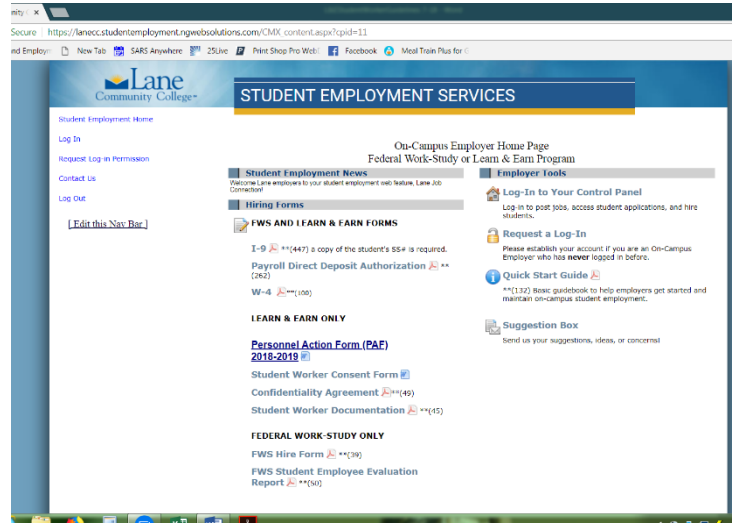 Secure | https://lanecc.studentemployment.ngwebsolutions.com/CMX_content.aspx?cpid=11
New Tab SARS Anywhere 25Live Print Shop Pro Web Facebook Meal Train Plus for
Lane
Community College
STUDENT EMPLOYMENT SERVICES
Student Employment Home
Log In
Request Log-in Permission
Contact Us
Log Out
[ Edit this Nav Bar ]
On-Campus Employer Home Page
Federal Work-Study or Learn & Earn Program
Student Employment News
Welcome Lane employers to your student employment web feature, Lane Job
Connection!
Hiring Forms
FWS AND LEARN & EARN FORMS
I-9 **(447) a copy of the student's SS# is required.
Payroll Direct Deposit Authorization **
(262)
W-4 **(100)
LEARN & EARN ONLY
Personnel Action Form (PAF)
2018-2019
Student Worker Consent Form
Confidentiality Agreement **(49)
Student Worker Documentation **(45)
FEDERAL WORK-STUDY ONLY
FWS Hire Form **(39)
FWS Student Employee Evaluation
Report **(50)
Employer Tools
Log-In to Your Control Panel
Log-in to post jobs, access student applications, and hire
students.
Request a Log-In
Please establish your account if you are an On-Campus
Employer who has never logged in before.
Quick Start Guide
**(132) Basic guidebook to help employers get started and
maintain on-campus student employment.
Suggestion Box
Send us your suggestions, ideas, or concerns!